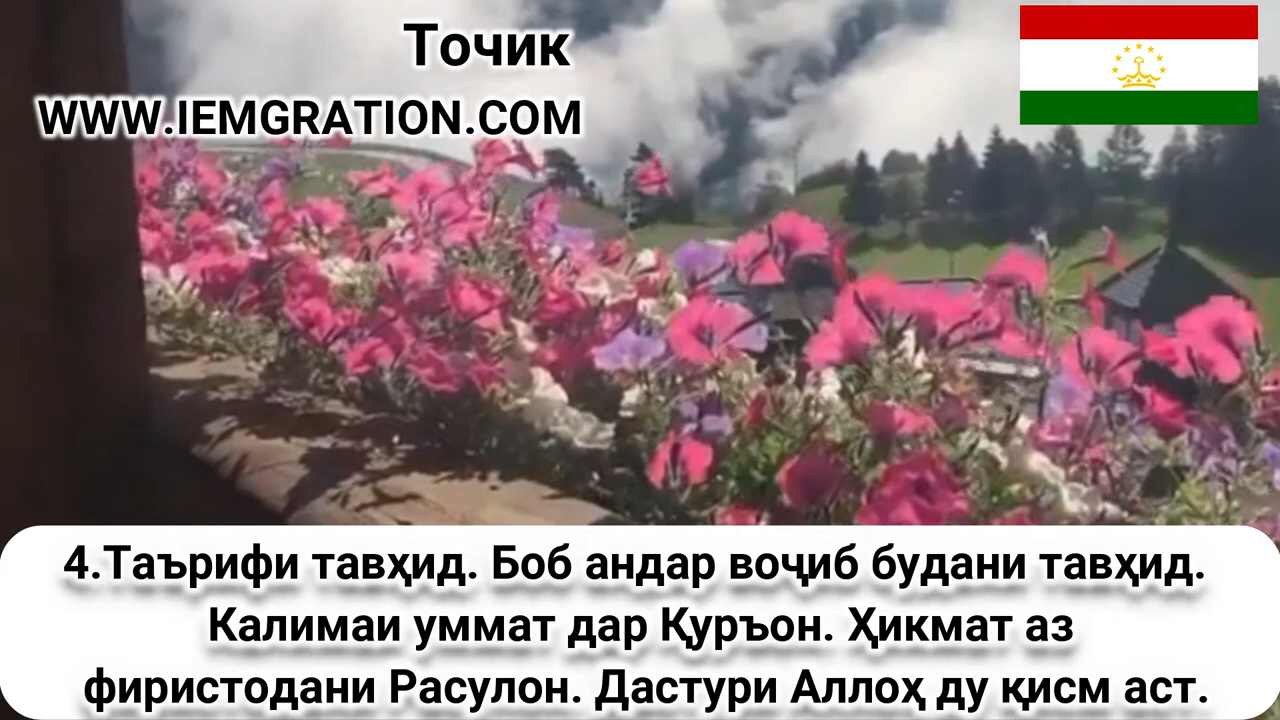 Точик
WWW.IEMGRATION.COM
4.Таърифи тавҳид. Боб андар воҷиб будани тавҳид.
Калимаи уммат дар Қуръон. Ҳикмат аз
фиристодани Расулон. Дастури Аллоҳ ду қисм аст.